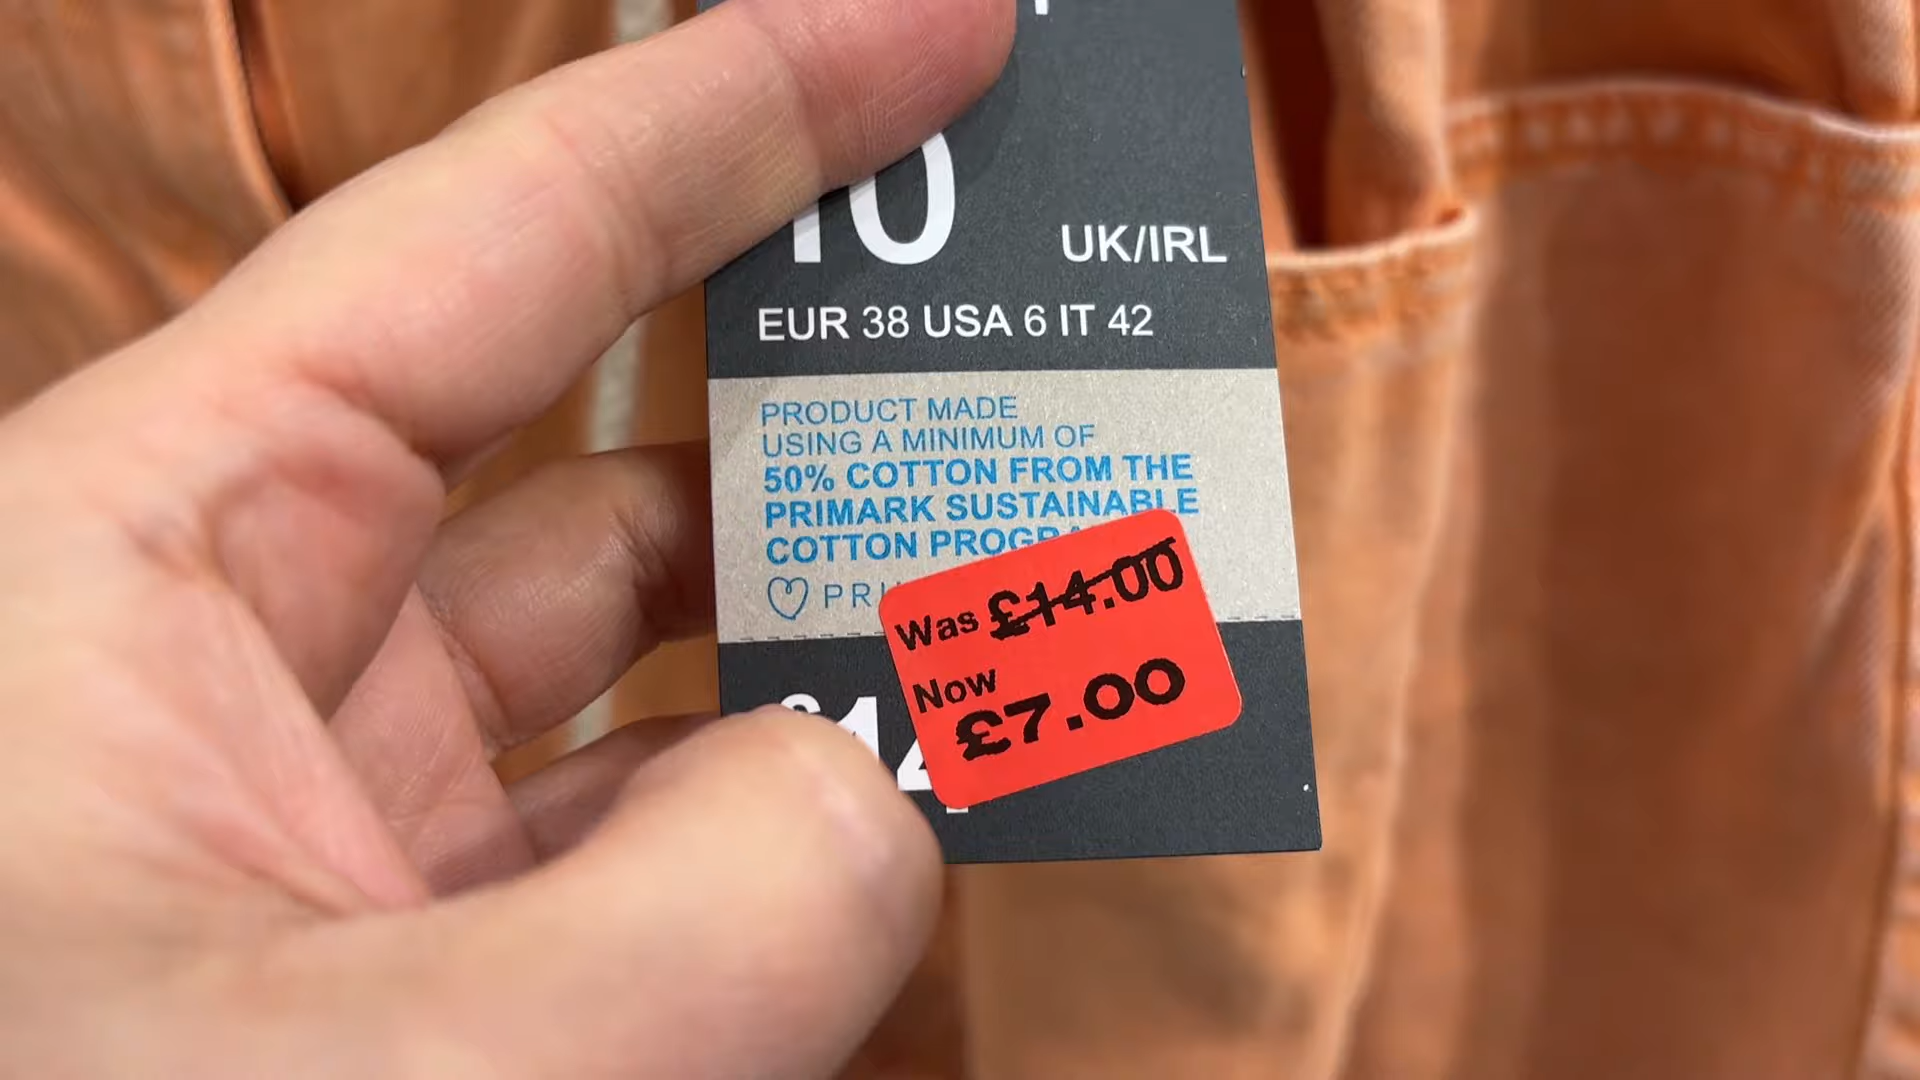 10 UK/IRL
EUR 38 USA 6 IT 42
PRODUCT MADE
USING A MINIMUM OF
50% COTTON FROM THE
PRIMARK SUSTAINABLE
COTTON
Was £14.00
Now
£7.00